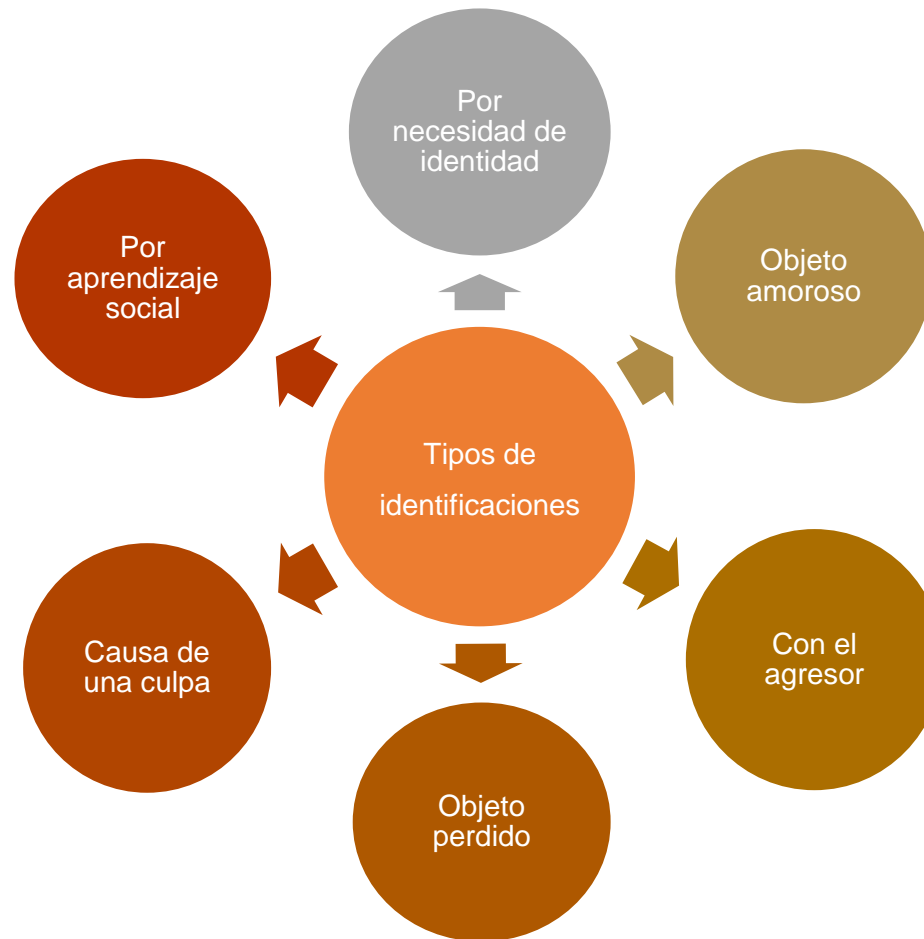 Por
necesidad de
identidad
Objeto
amoroso
Por
aprendizaje
social
Tipos de
identificaciones
Con el
agresor
Causa de
una culpa
Objeto
perdido